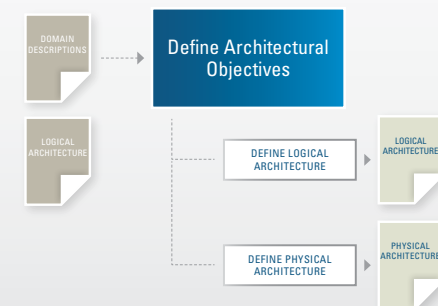 DOMAIN
DESCRIPTIONS
Define Architectural
Objectives
LOGICAL
ARCHITECTURE
DEFINE LOGICAL
ARCHITECTURE
LOGICAL
ARCHITECTURE
DEFINE PHYSICAL
ARCHITECTURE
PHYSICAL
ARCHITECTURE